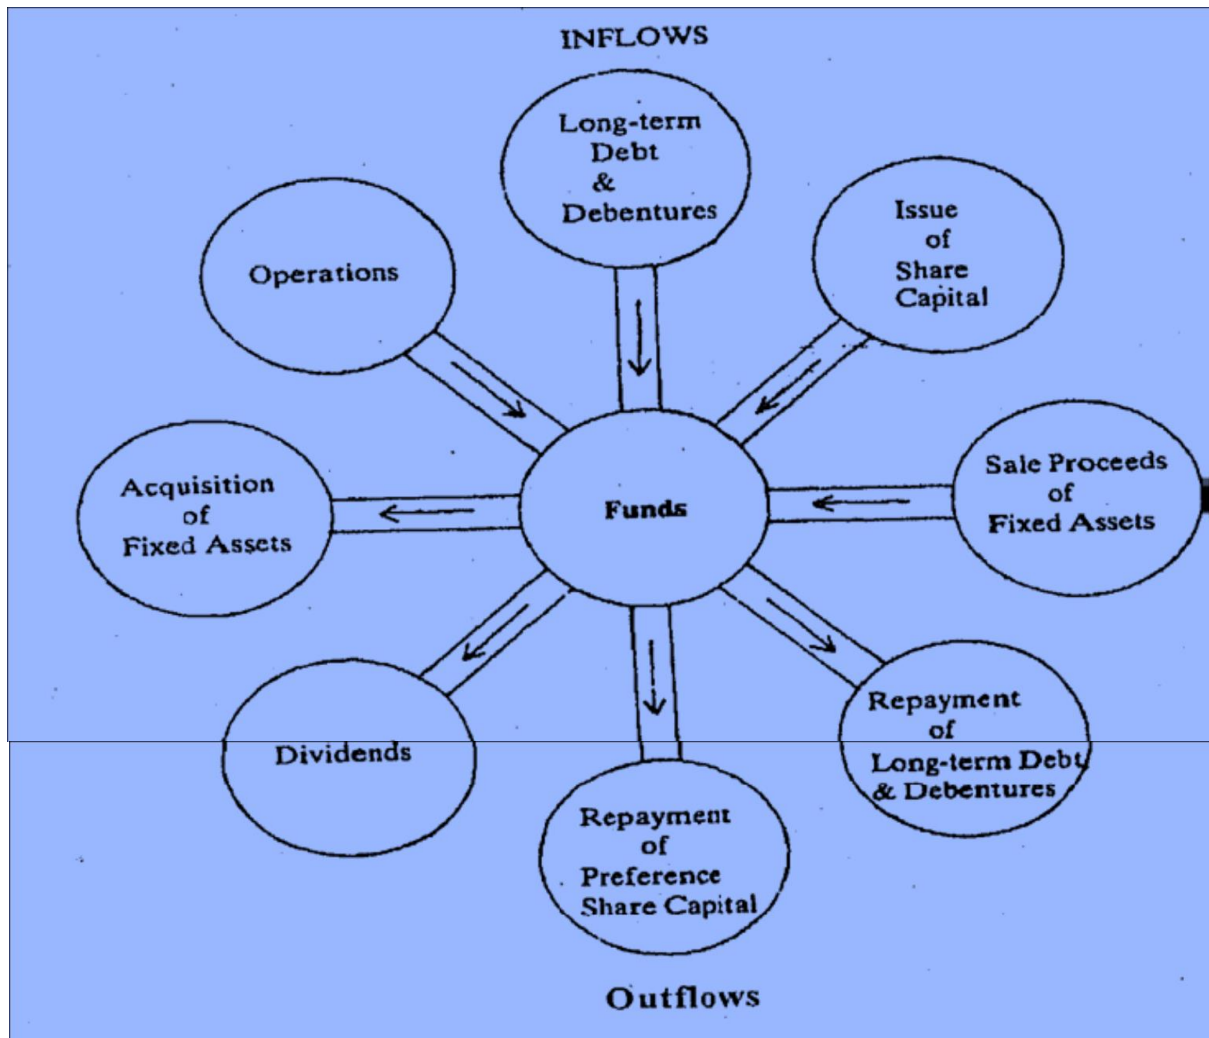 INFLOWS
Long-term
Debt
&
Debentures
Issue
of
Share
Capital
Operations
Sale Proceeds
of
Fixed Assets
Funds
Acquisition
of
Fixed Assets
Repayment
of
Long-term Debt
& Debentures
Dividends
Repayment
of
Preference
Share Capital
Outflows